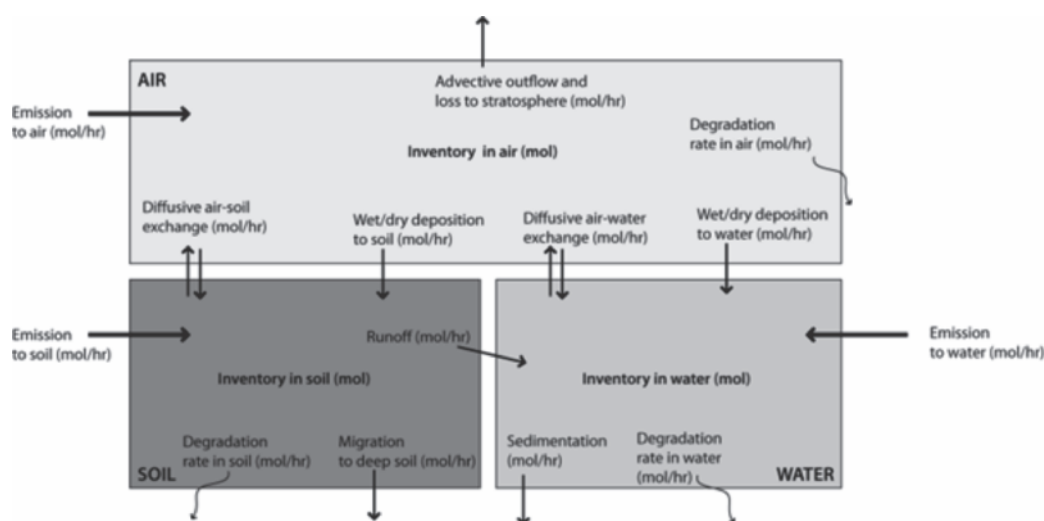 AIR
Advective outflow and
loss to stratosphere (mol/hr)
Emission
to air (mol/hr)
Degradation
rate in air (mol/hr)
Inventory in air (mol)
Diffusive air-soil
exchange (mol/hr)
Wet/dry deposition
to soil (mol/hr)
Diffusive air-water
exchange (mol/hr)
Wet/dry deposition
to water (mol/hr)
Emission
to soil (mol/hr)
Runoff (mol/hr)
Emission
to water (mol/hr)
Inventory in soil (mol)
Inventory in water (mol)
Degradation
rate in soil (mol/hr)
Migration
to deep soil (mol/hr)
Sedimentation
(mol/hr)
Degradation
rate in water
(mol/hr)
SOIL
WATER